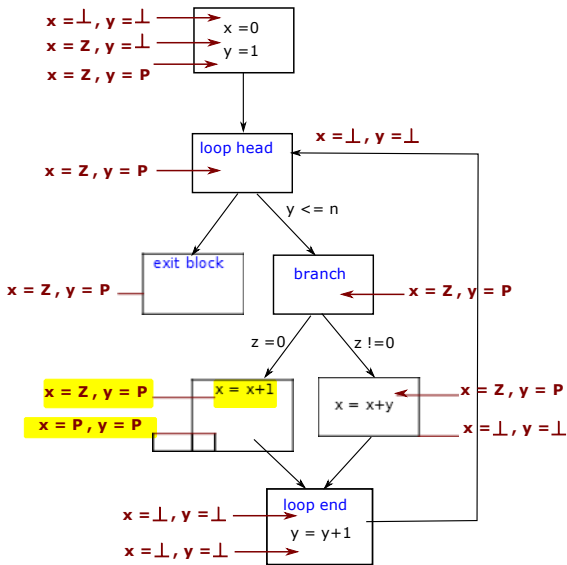 x = ⊥, y = ⊥
x = 0
x = Z, y = ⊥
y = 1
x = Z, y = P
x = ⊥, y = ⊥
loop head
x = Z, y = P
y <= n
exit block
branch
x = Z, y = P
x = Z, y = P
z = 0
z != 0
x = Z, y = P
x = x+1
x = Z, y = P
x = x+y
x = P, y = P
x = ⊥, y = ⊥
loop end
x = ⊥, y = ⊥
y = y+1
x = ⊥, y = ⊥